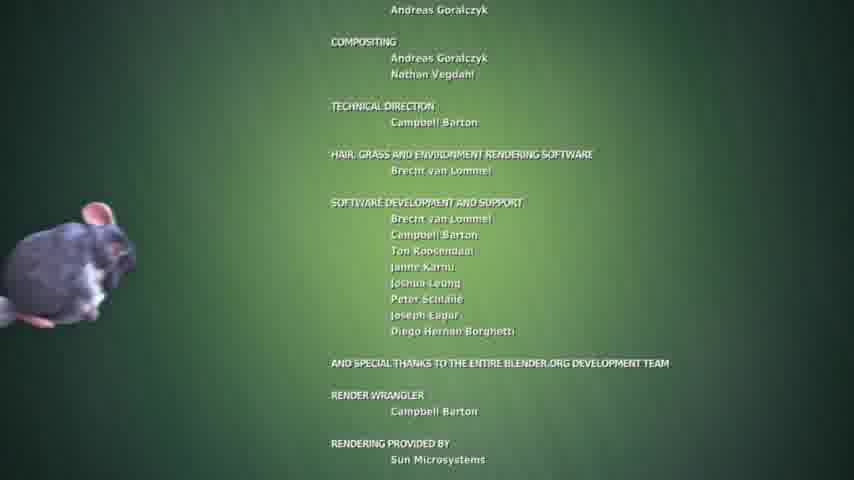 Andreas Goralczyk
COMPOSITING
Andreas Goralczyk
Nathan Vegdahl
TECHNICAL DIRECTION
Campbell Barton
HAIR, GRASS AND ENVIRONMENT RENDERING SOFTWARE
Brecht van Lommel
SOFTWARE DEVELOPMENT AND SUPPORT
Brecht van Lommel
Campbell Barton
Ton Roosendaal
Janne Karhu
Joshua Leung
Peter Schlaile
Joseph Eagar
Diego Hernan Borghetti
AND SPECIAL THANKS TO THE ENTIRE BLENDER.ORG DEVELOPMENT TEAM
RENDER WRANGLER
Campbell Barton
RENDERING PROVIDED BY
Sun Microsystems